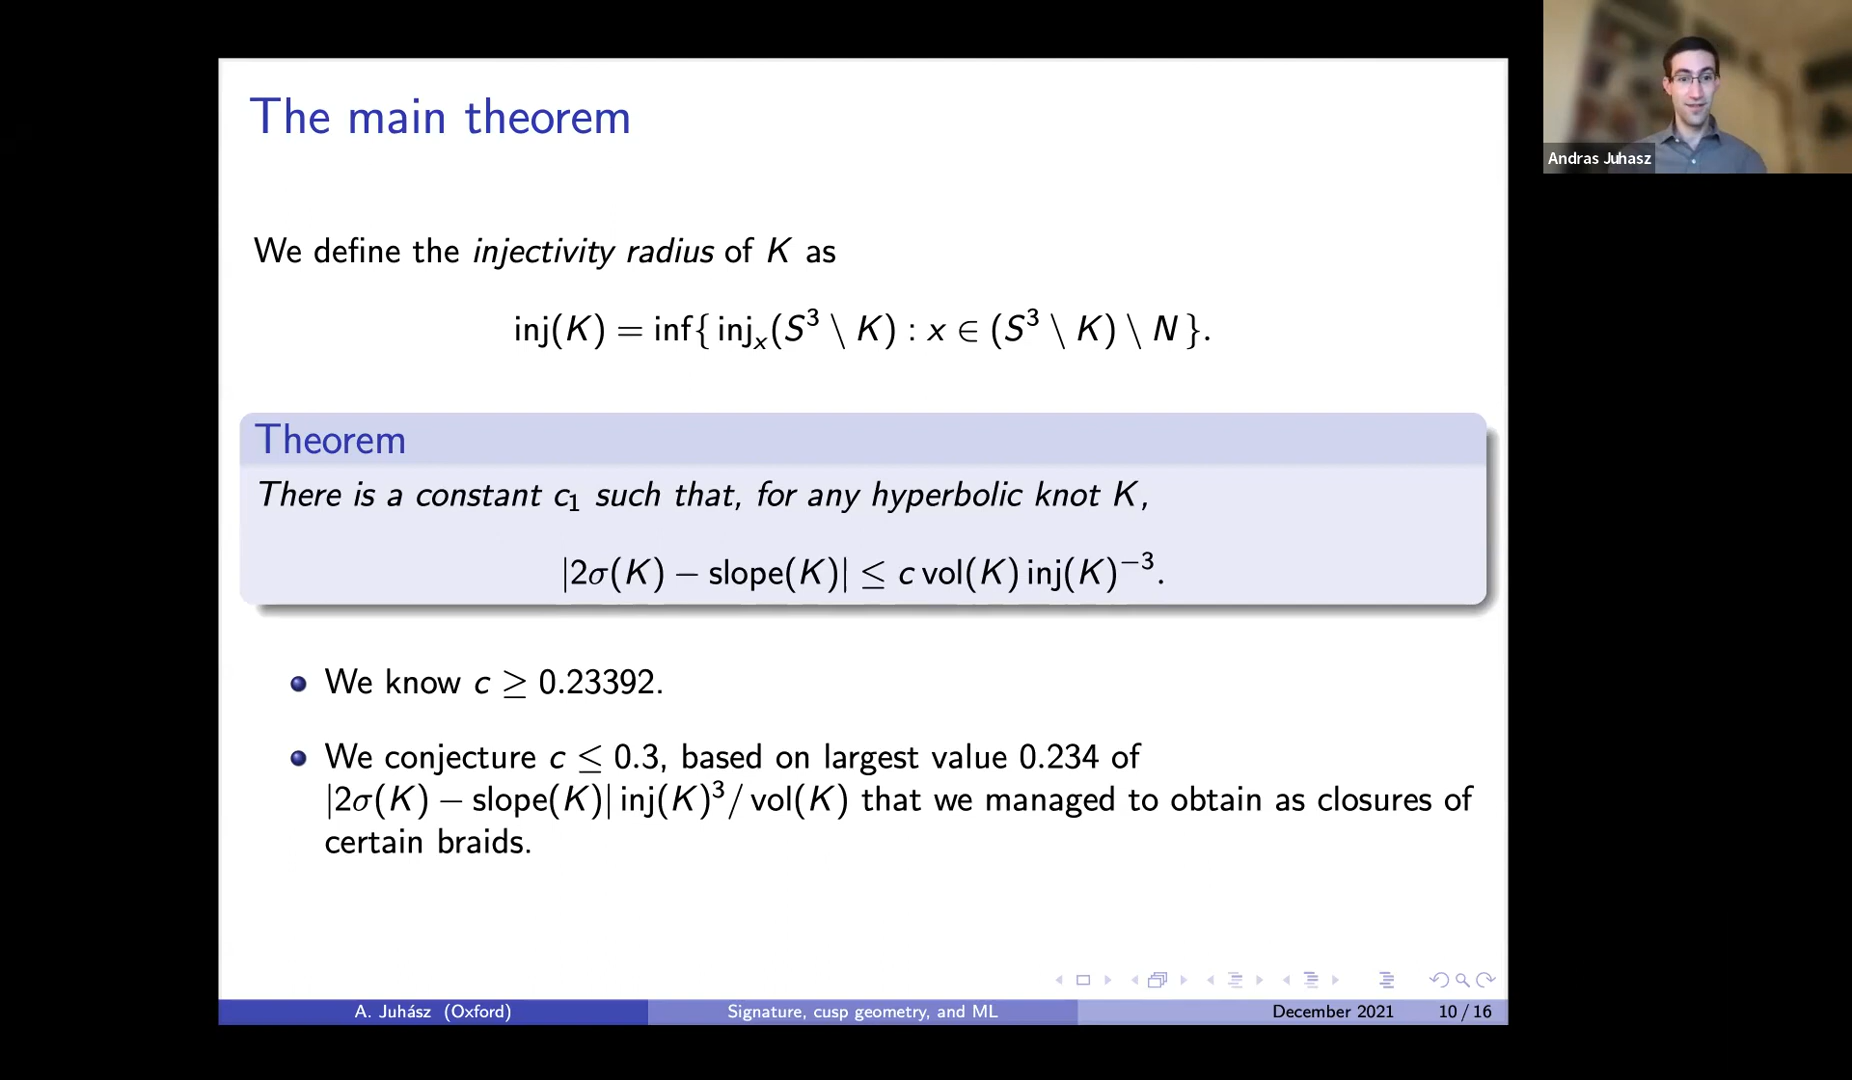 The main theorem
Andras Juhasz
We define the injectivity radius of K as
inj(K) = inf{ inj_x(S³ \ K) : x ∈ (S³ \ K) \ N }.
Theorem
There is a constant c₁ such that, for any hyperbolic knot K,
|2σ(K) − slope(K)| ≤ c vol(K) inj(K)⁻³.
We know c ≥ 0.23392.
We conjecture c ≤ 0.3, based on largest value 0.234 of
|2σ(K) − slope(K)| inj(K)³/ vol(K) that we managed to obtain as closures of
certain braids.
A. Juhász (Oxford) Signature, cusp geometry, and ML December 2021 10 / 16